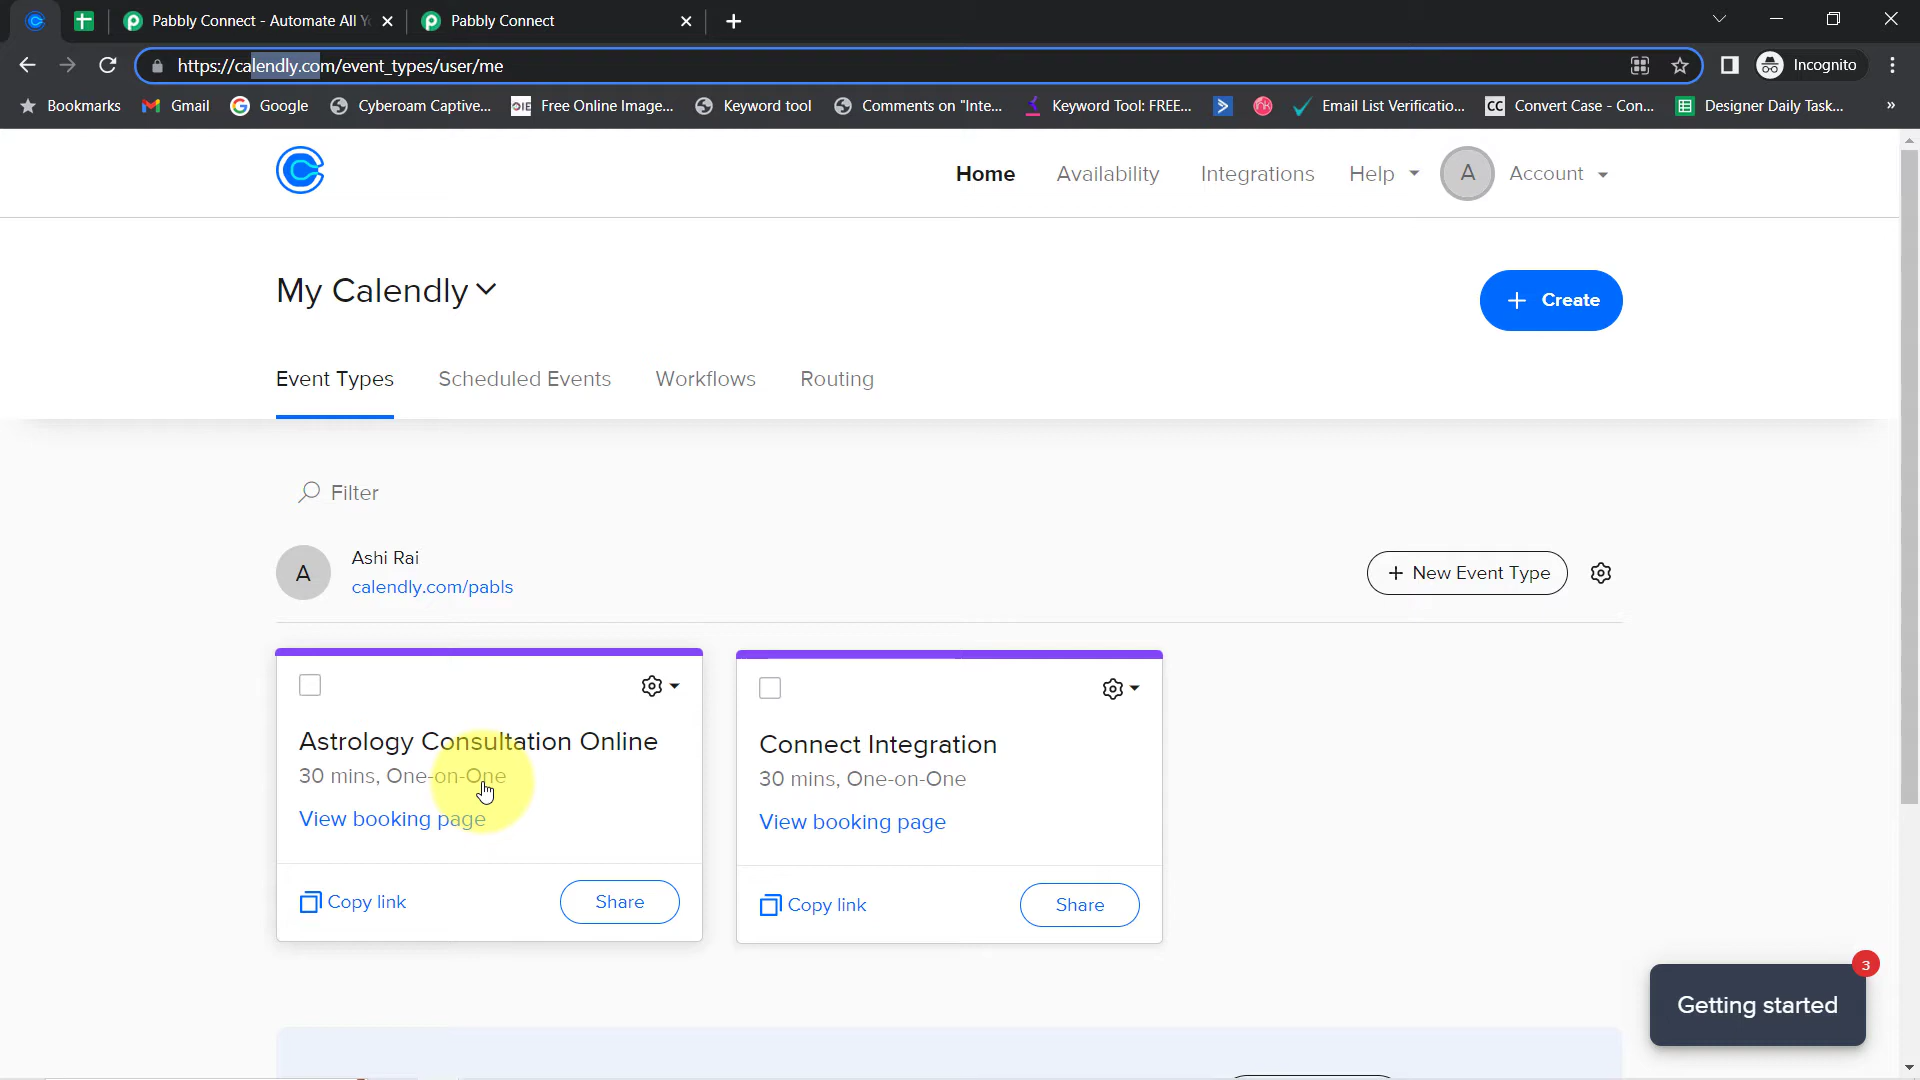 Pabbly Connect - Automate All Y
Pabbly Connect
https://calendly.com/event_types/user/me
Incognito
Bookmarks
Gmail
Google
Cyberoam Captive...
OIE
Free Online Image...
Keyword tool
Comments on "Inte...
Keyword Tool: FREE...
Email List Verificatio...
CC
Convert Case - Con...
Designer Daily Task...
»
Home
Availability
Integrations
Help
A
Account
My Calendly
+ Create
Event Types
Scheduled Events
Workflows
Routing
Filter
A
Ashi Rai
calendly.com/pabls
+ New Event Type
Astrology Consultation Online
30 mins, One-on-One
View booking page
Copy link
Share
Connect Integration
30 mins, One-on-One
View booking page
Copy link
Share
3
Getting started